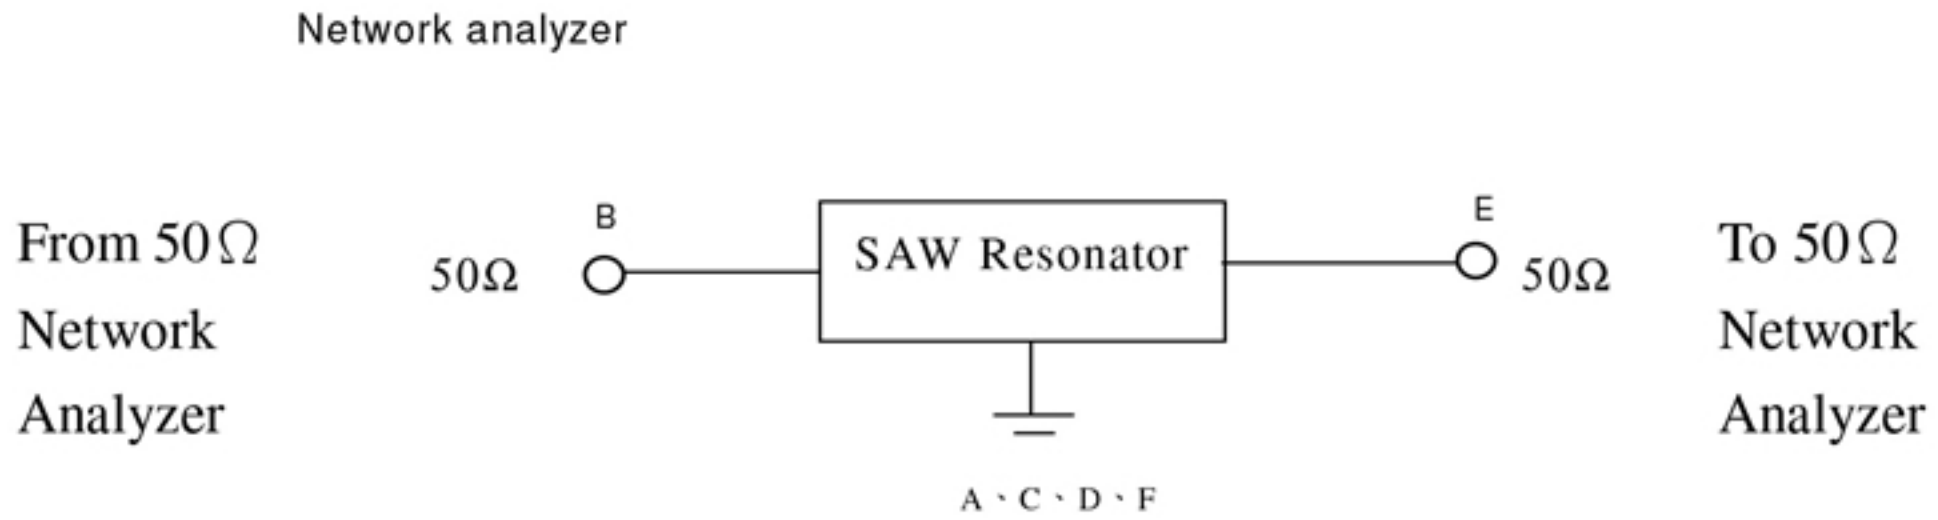 Network analyzer
From 50Ω
Network
Analyzer
50Ω
B
SAW Resonator
E
50Ω
To 50Ω
Network
Analyzer
A、C、D、F